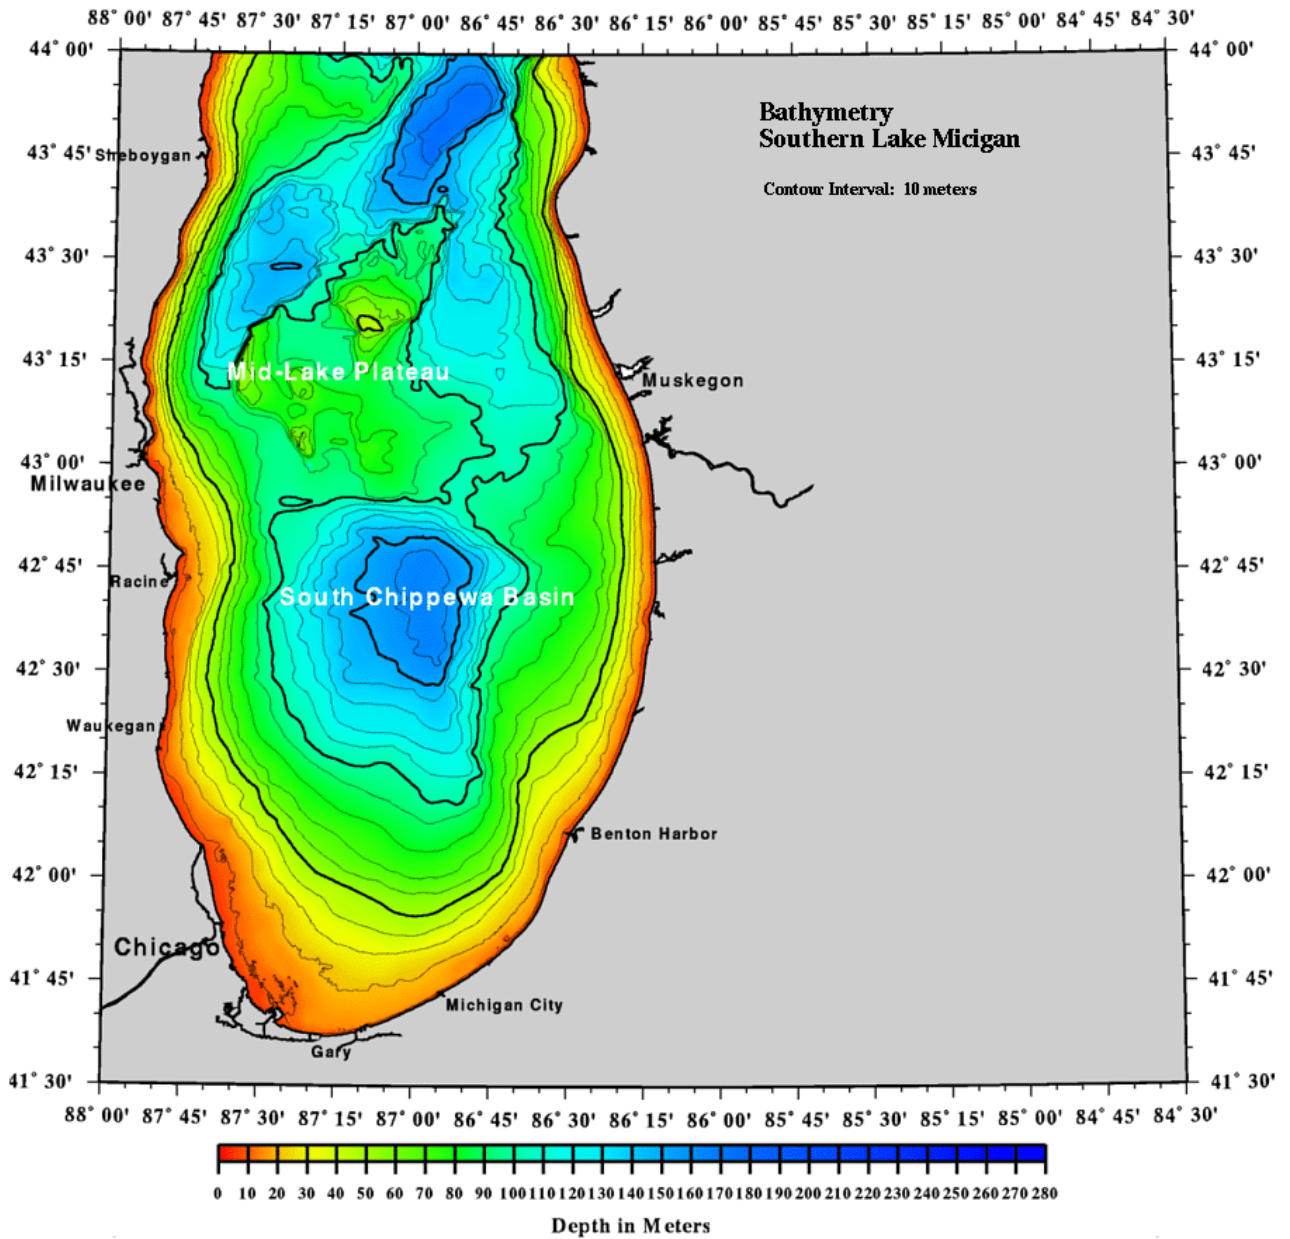 88° 00' 87° 45' 87° 30' 87° 15' 87° 00' 86° 45' 86° 30' 86° 15' 86° 00' 85° 45' 85° 30' 85° 15' 85° 00' 84° 45' 84° 30'
44° 00' 44° 00'
Bathymetry
Southern Lake Micigan
43° 45' Sheboygan 43° 45'
Contour Interval: 10 meters
43° 30' 43° 30'
43° 15' 43° 15'
Mid-Lake Plateau
Muskegon
43° 00' 43° 00'
Milwaukee
42° 45' 42° 45'
Racine
South Chippewa Basin
42° 30' 42° 30'
Waukegan
42° 15' 42° 15'
Benton Harbor
42° 00' 42° 00'
Chicago
41° 45' 41° 45'
Michigan City
Gary
41° 30' 41° 30'
88° 00' 87° 45' 87° 30' 87° 15' 87° 00' 86° 45' 86° 30' 86° 15' 86° 00' 85° 45' 85° 30' 85° 15' 85° 00' 84° 45' 84° 30'
0 10 20 30 40 50 60 70 80 90 100 110 120 130 140 150 160 170 180 190 200 210 220 230 240 250 260 270 280
Depth in Meters